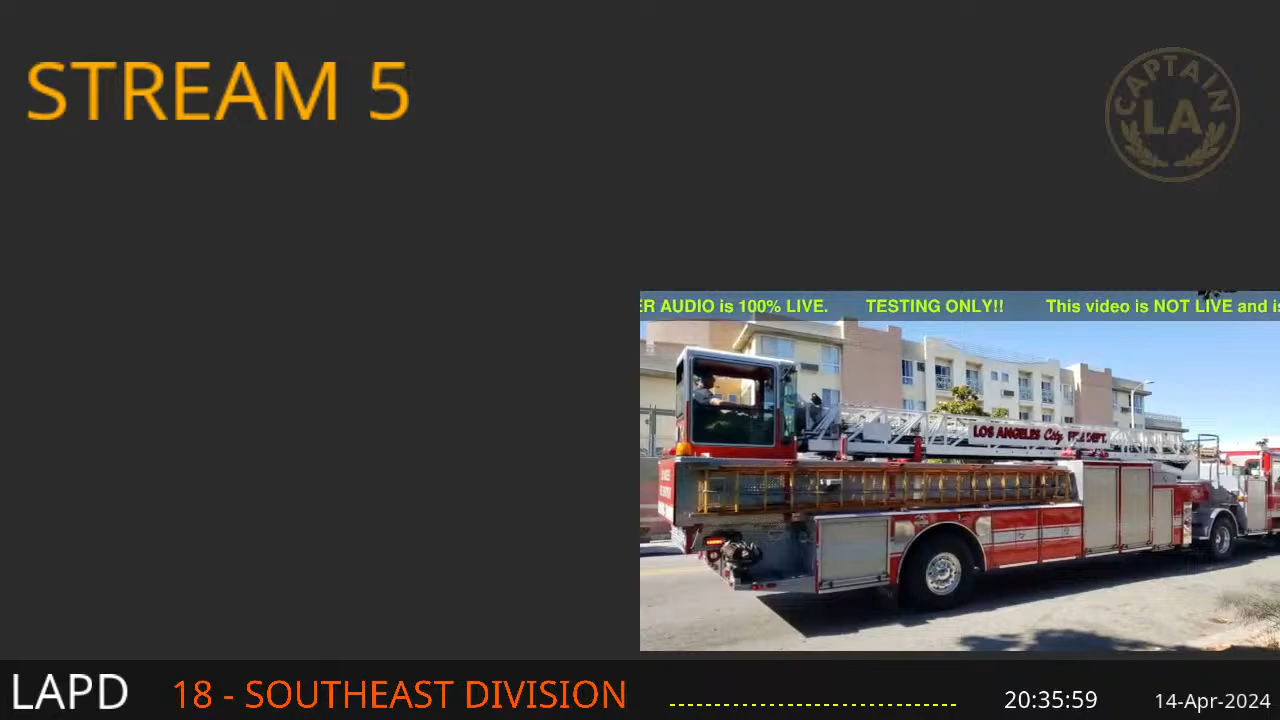 STREAM 5
CAPTAIN
LA
ER AUDIO is 100% LIVE. TESTING ONLY!! This video is NOT LIVE and is
LOS ANGELES City FIRE DEPT.
LAPD 18 - SOUTHEAST DIVISION 20:35:59 14-Apr-2024